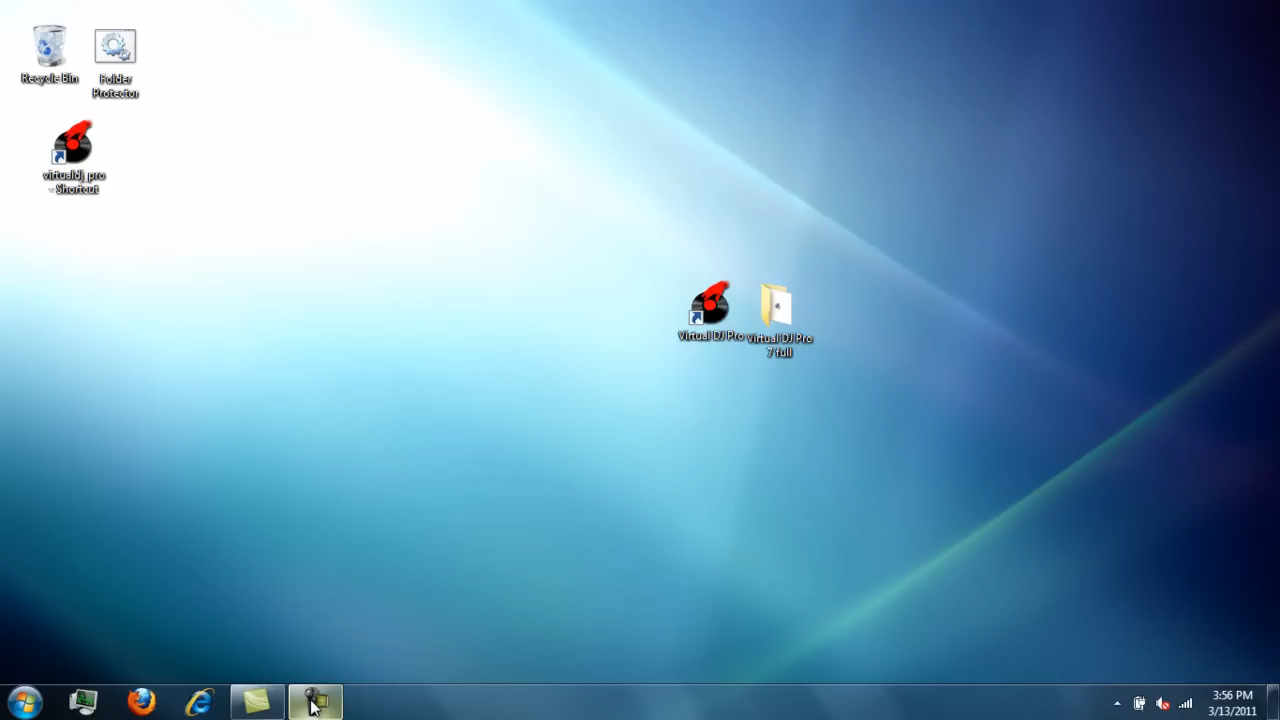 Recycle Bin
Folder
Protector
virtualdj_pro
- Shortcut
Virtual DJ Pro
Virtual DJ Pro
7 full
3:56 PM
3/13/2011